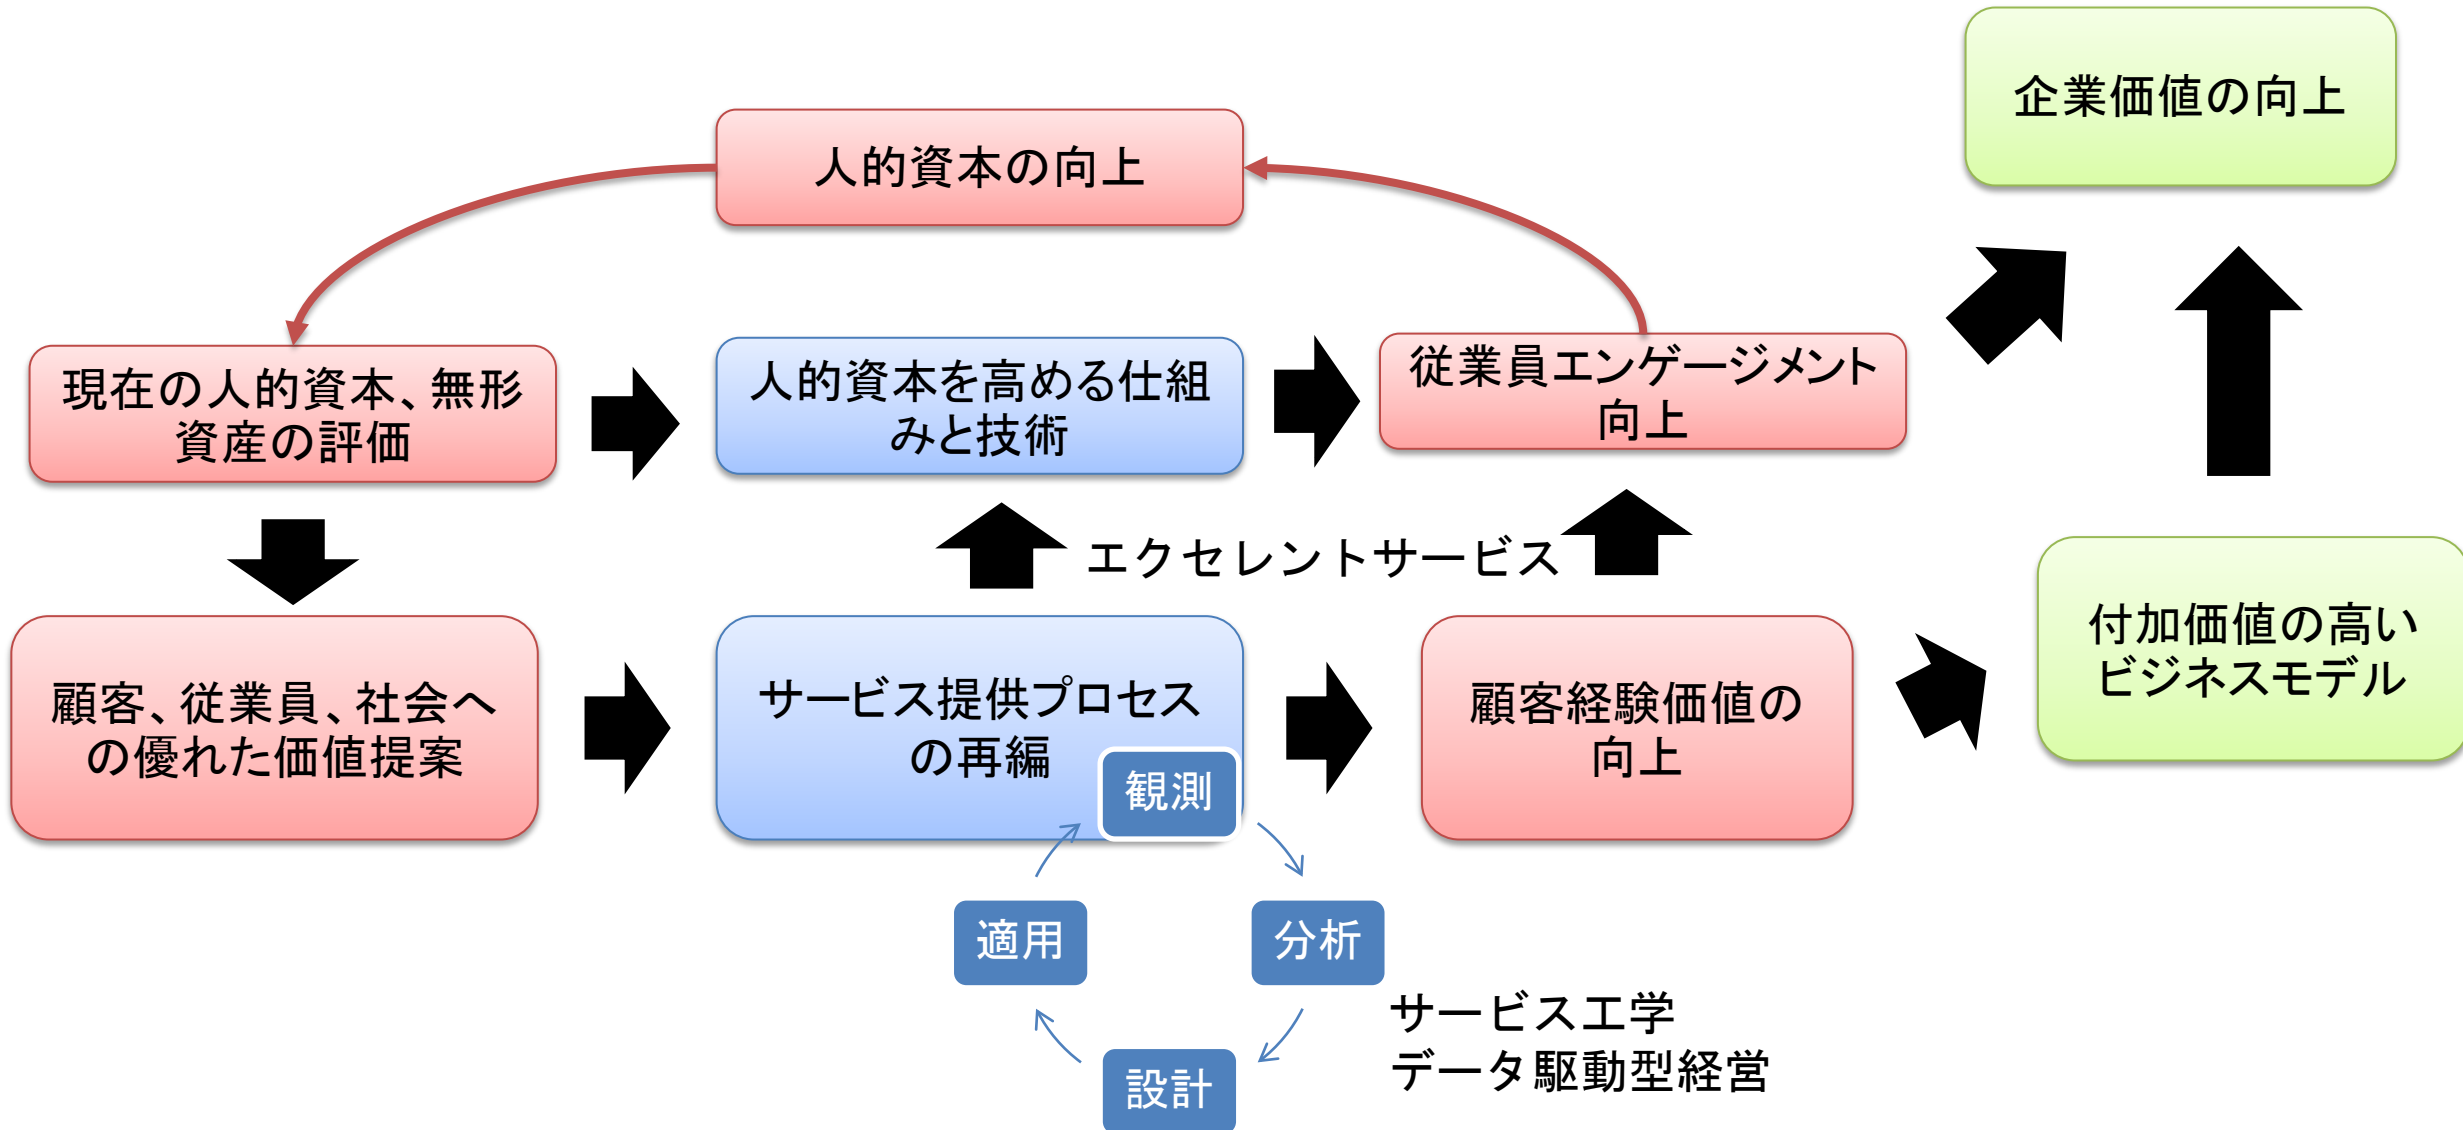 企業価値の向上
人的資本の向上
現在の人的資本、無形
資産の評価
人的資本を高める仕組
みと技術
従業員エンゲージメント
向上
エクセレントサービス
顧客、従業員、社会へ
の優れた価値提案
サービス提供プロセス
の再編
顧客経験価値の
向上
付加価値の高い
ビジネスモデル
観測
適用
分析
設計
サービス工学
データ駆動型経営